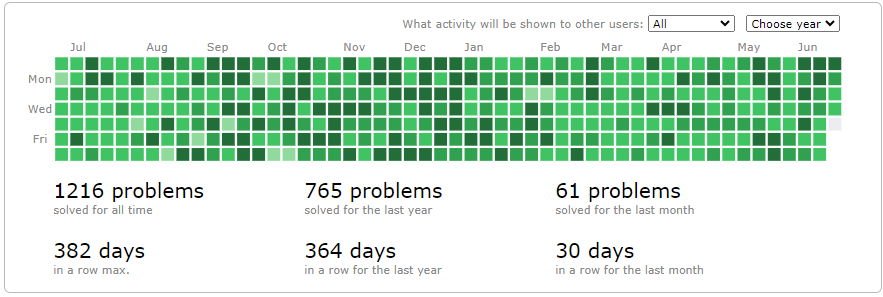 What activity will be shown to other users: All Choose year
Jul Aug Sep Oct Nov Dec Jan Feb Mar Apr May Jun
Mon
Wed
Fri
1216 problems 765 problems 61 problems
solved for all time solved for the last year solved for the last month
382 days 364 days 30 days
in a row max. in a row for the last year in a row for the last month